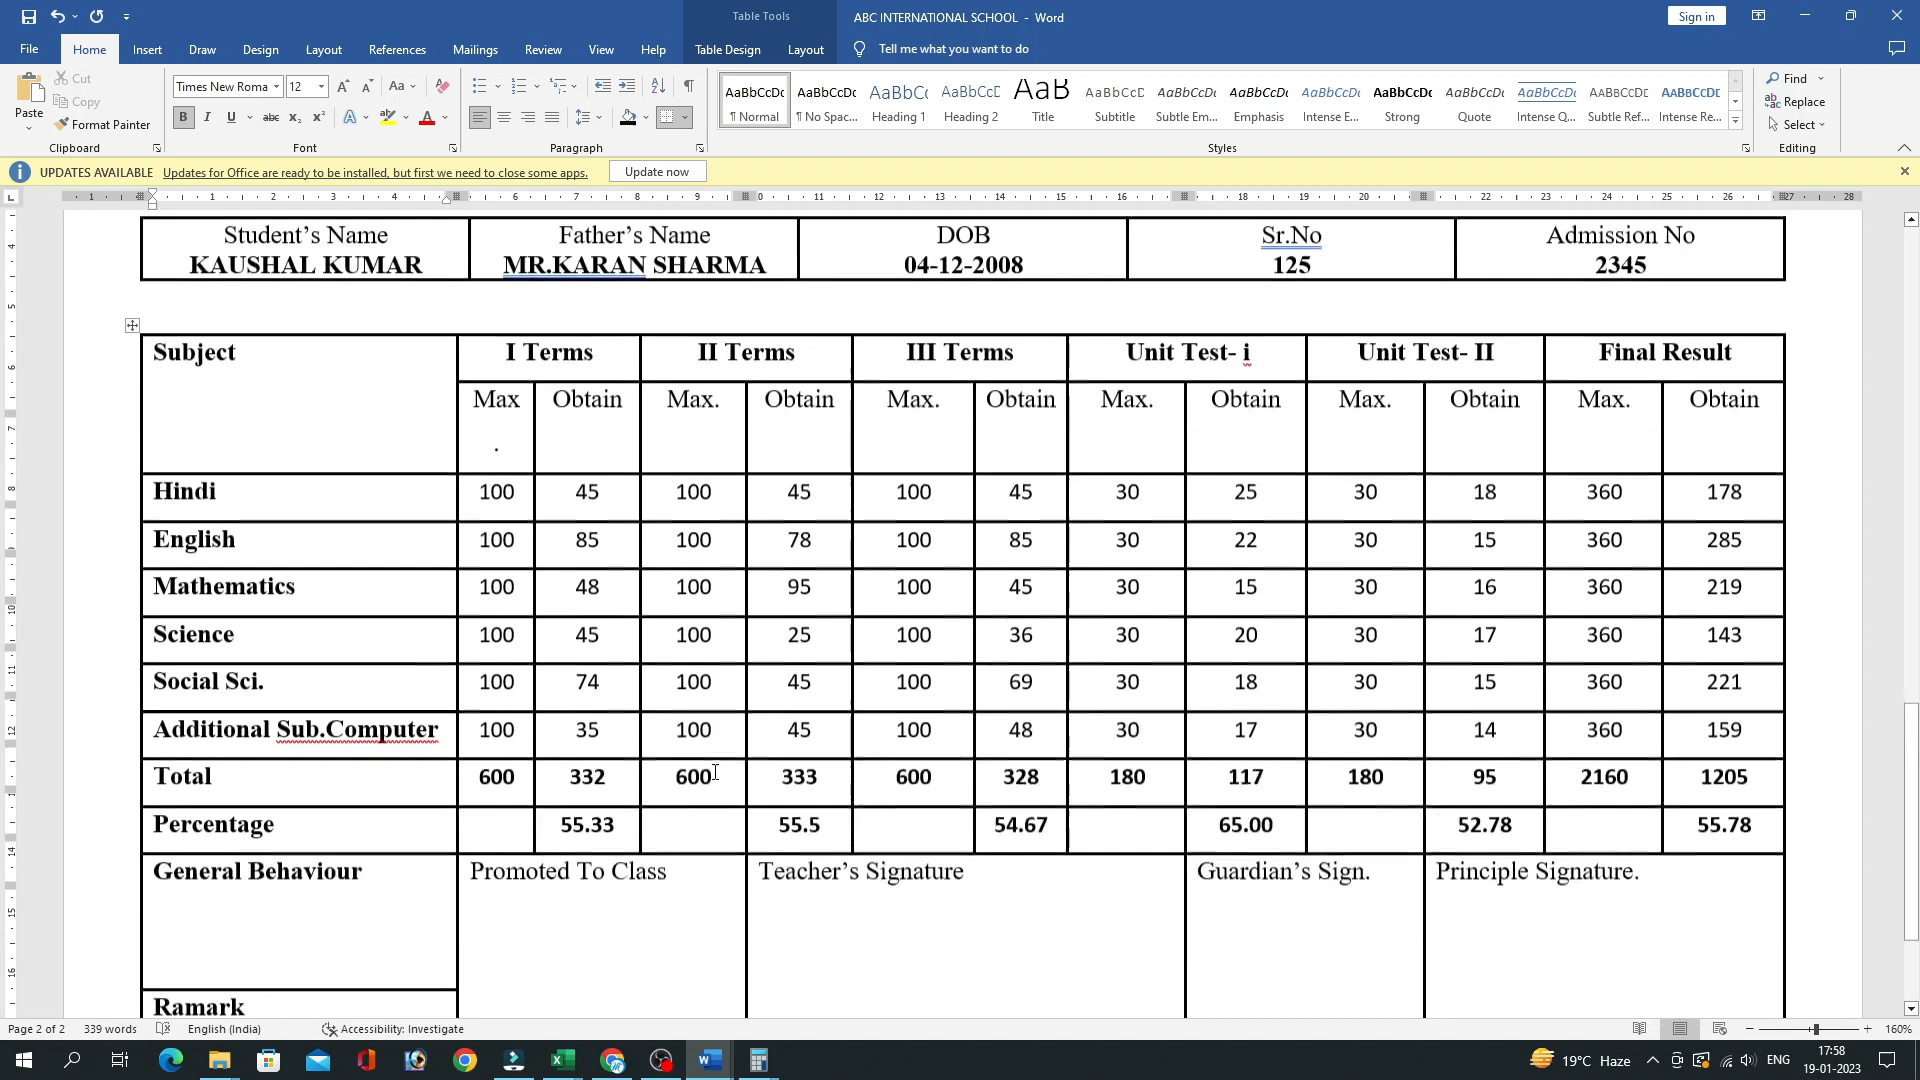 Table Tools
ABC INTERNATIONAL SCHOOL - Word
Sign in
File Home Insert Draw Design Layout References Mailings Review View Help Table Design Layout Tell me what you want to do
Paste
Cut
Copy
Format Painter
Clipboard
Times New Roma 12
Font
Paragraph
AaBbCcDc AaBbCcDc AaBbCc AaBbCcD AaB AaBbCcD AaBbCcDc AaBbCcDc AaBbCcDc AaBbCcDc AaBbCcDc AaBbCcDc AABBCCDE AABBCCDE
¶ Normal ¶ No Spac... Heading 1 Heading 2 Title Subtitle Subtle Em... Emphasis Intense E... Strong Quote Intense Q... Subtle Ref... Intense Re...
Styles
Find
Replace
Select
Editing
UPDATES AVAILABLE Updates for Office are ready to be installed, but first we need to close some apps. Update now
Student's Name Father's Name DOB Sr.No Admission No
KAUSHAL KUMAR MR.KARAN SHARMA 04-12-2008 125 2345
Subject I Terms II Terms III Terms Unit Test- i Unit Test- II Final Result
Max Obtain Max. Obtain Max. Obtain Max. Obtain Max. Obtain Max. Obtain
.
Hindi 100 45 100 45 100 45 30 25 30 18 360 178
English 100 85 100 78 100 85 30 22 30 15 360 285
Mathematics 100 48 100 95 100 45 30 15 30 16 360 219
Science 100 45 100 25 100 36 30 20 30 17 360 143
Social Sci. 100 74 100 45 100 69 30 18 30 15 360 221
Additional Sub.Computer 100 35 100 45 100 48 30 17 30 14 360 159
Total 600 332 600 333 600 328 180 117 180 95 2160 1205
Percentage 55.33 55.5 54.67 65.00 52.78 55.78
General Behaviour Promoted To Class Teacher's Signature Guardian's Sign. Principle Signature.
Ramark
Page 2 of 2 339 words English (India) Accessibility: Investigate 160%
19°C Haze ENG 17:58
19-01-2023